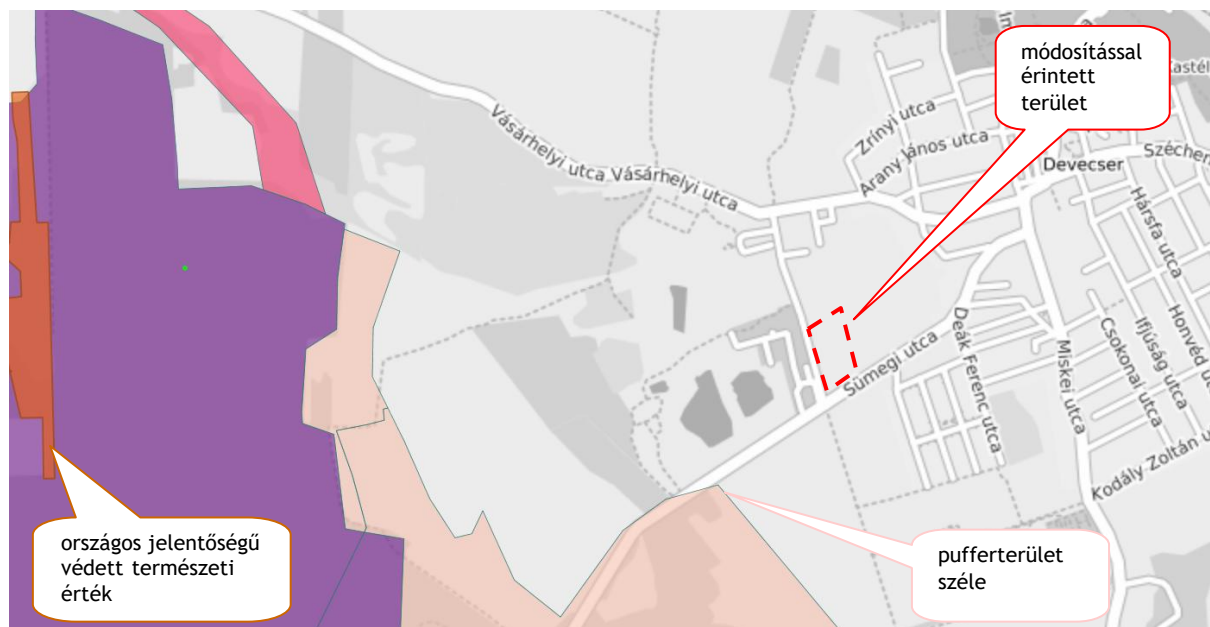 módosítással
érintett
terület
Zrínyi utca
Arany János utca
Devecser
Vásárhelyi utca Vásárhelyi utca
Hársfa utca
Honvéd
Sümegi utca
Deák Ferenc utca
Miskei utca
Csokonai utca
Ifjúság utca
Kodály Zoltán u
országos jelentőségű
védett természeti
érték
pufferterület
széle